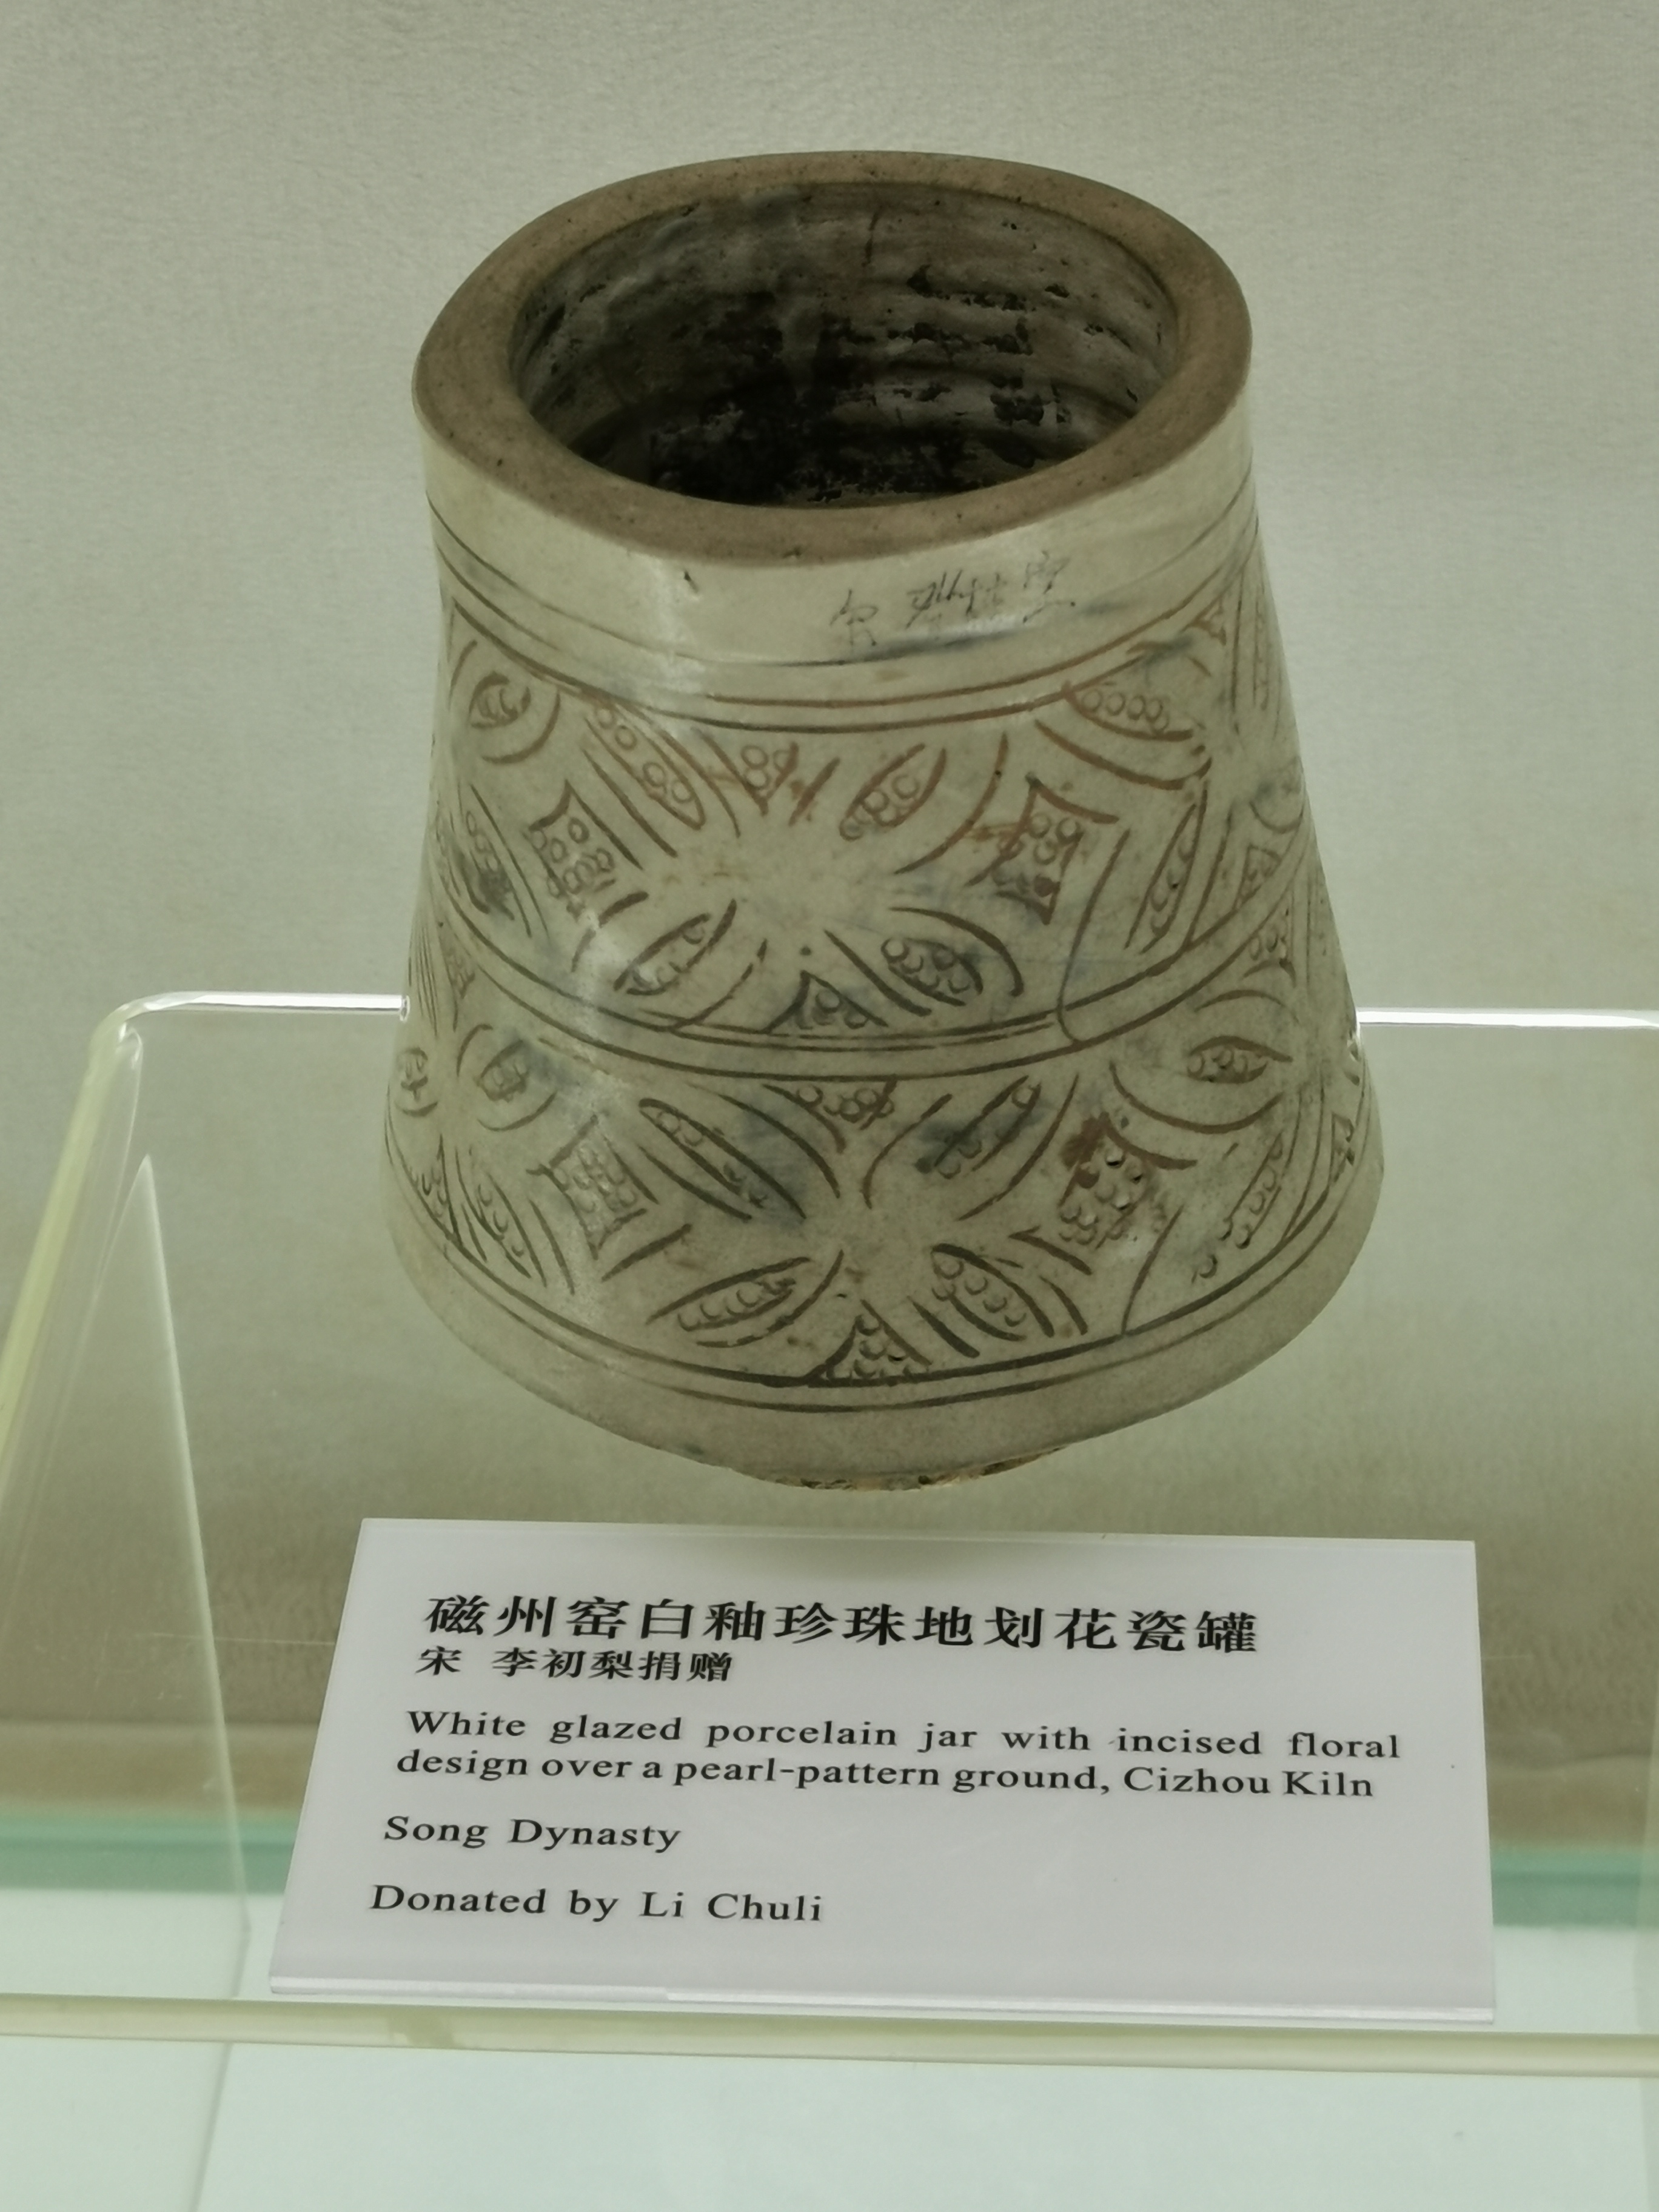 磁州窑白釉珍珠地划花瓷罐
宋 李初梨捐赠
White glazed porcelain jar with incised floral
design over a pearl-pattern ground, Cizhou Kiln
Song Dynasty
Donated by Li Chuli